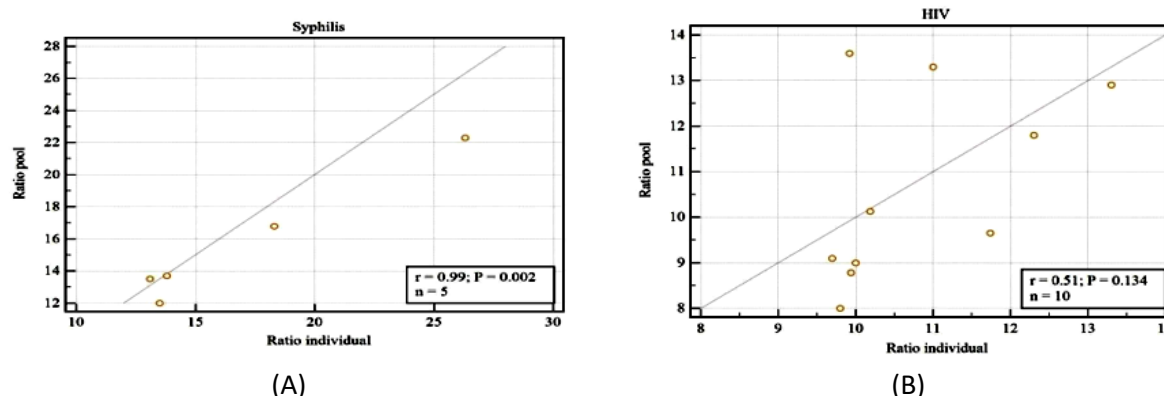 Syphilis
Ratio pool
28
26
24
22
20
18
16
14
12
r = 0.99; P = 0.002
n = 5
10 15 20 25 30
Ratio individual
(A)
HIV
Ratio pool
14
13
12
11
10
9
8
r = 0.51; P = 0.134
n = 10
8 9 10 11 12 13
Ratio individual
(B)